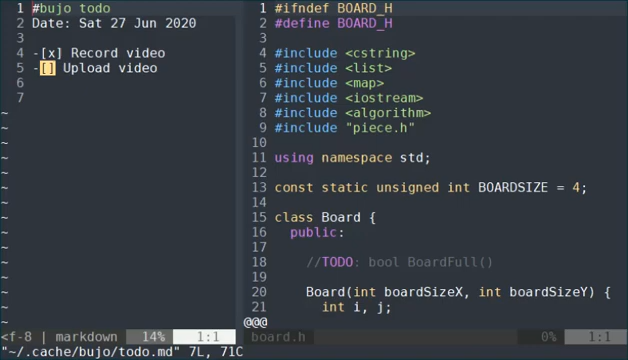 1 #bujo todo
2 Date: Sat 27 Jun 2020
3
4 -[x] Record video
5 -[] Upload video
6
7
~
~
~
~
~
~
~
~
~
~
~
~
~
~
<f-8 | markdown 14% 1:1
"~/.cache/bujo/todo.md" 7L, 71C
1 #ifndef BOARD_H
2 #define BOARD_H
3
4 #include <cstring>
5 #include <list>
6 #include <map>
7 #include <iostream>
8 #include <algorithm>
9 #include "piece.h"
10
11 using namespace std;
12
13 const static unsigned int BOARDSIZE = 4;
14
15 class Board {
16 public:
17
18 //TODO: bool BoardFull()
19
20 Board(int boardSizeX, int boardSizeY) {
21 int i, j;
@@@
board.h 0% 1:1